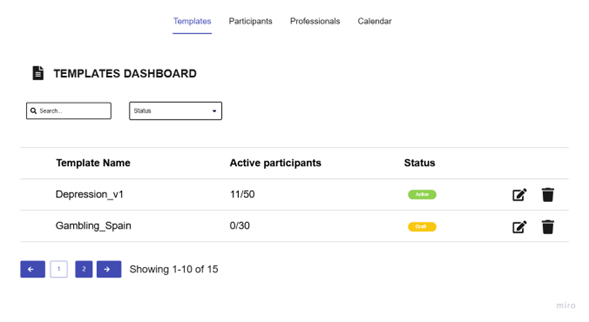 Templates Participants Professionals Calendar
TEMPLATES DASHBOARD
Search... Status
Template Name Active participants Status
Depression_v1 11/50 Active
Gambling_Spain 0/30 Draft
1 2 Showing 1-10 of 15
miro